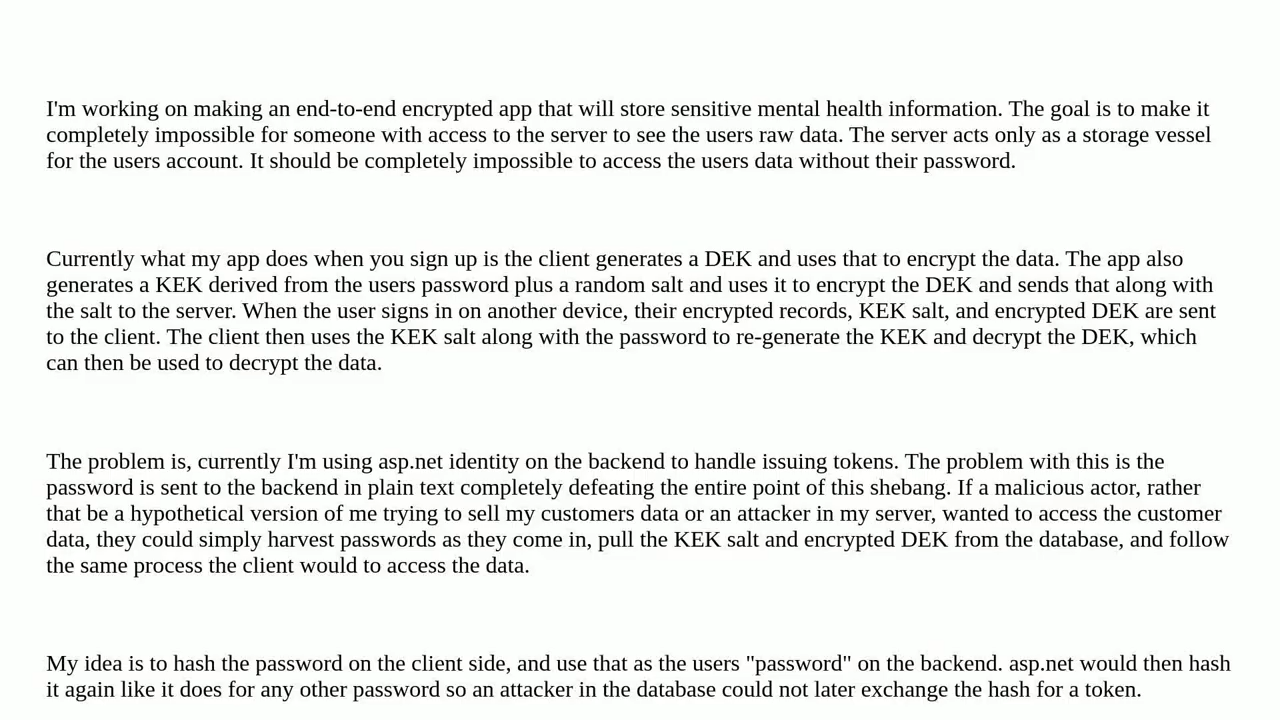 I'm working on making an end-to-end encrypted app that will store sensitive mental health information. The goal is to make it
completely impossible for someone with access to the server to see the users raw data. The server acts only as a storage vessel
for the users account. It should be completely impossible to access the users data without their password.
Currently what my app does when you sign up is the client generates a DEK and uses that to encrypt the data. The app also
generates a KEK derived from the users password plus a random salt and uses it to encrypt the DEK and sends that along with
the salt to the server. When the user signs in on another device, their encrypted records, KEK salt, and encrypted DEK are sent
to the client. The client then uses the KEK salt along with the password to re-generate the KEK and decrypt the DEK, which
can then be used to decrypt the data.
The problem is, currently I'm using asp.net identity on the backend to handle issuing tokens. The problem with this is the
password is sent to the backend in plain text completely defeating the entire point of this shebang. If a malicious actor, rather
that be a hypothetical version of me trying to sell my customers data or an attacker in my server, wanted to access the customer
data, they could simply harvest passwords as they come in, pull the KEK salt and encrypted DEK from the database, and follow
the same process the client would to access the data.
My idea is to hash the password on the client side, and use that as the users "password" on the backend. asp.net would then hash
it again like it does for any other password so an attacker in the database could not later exchange the hash for a token.